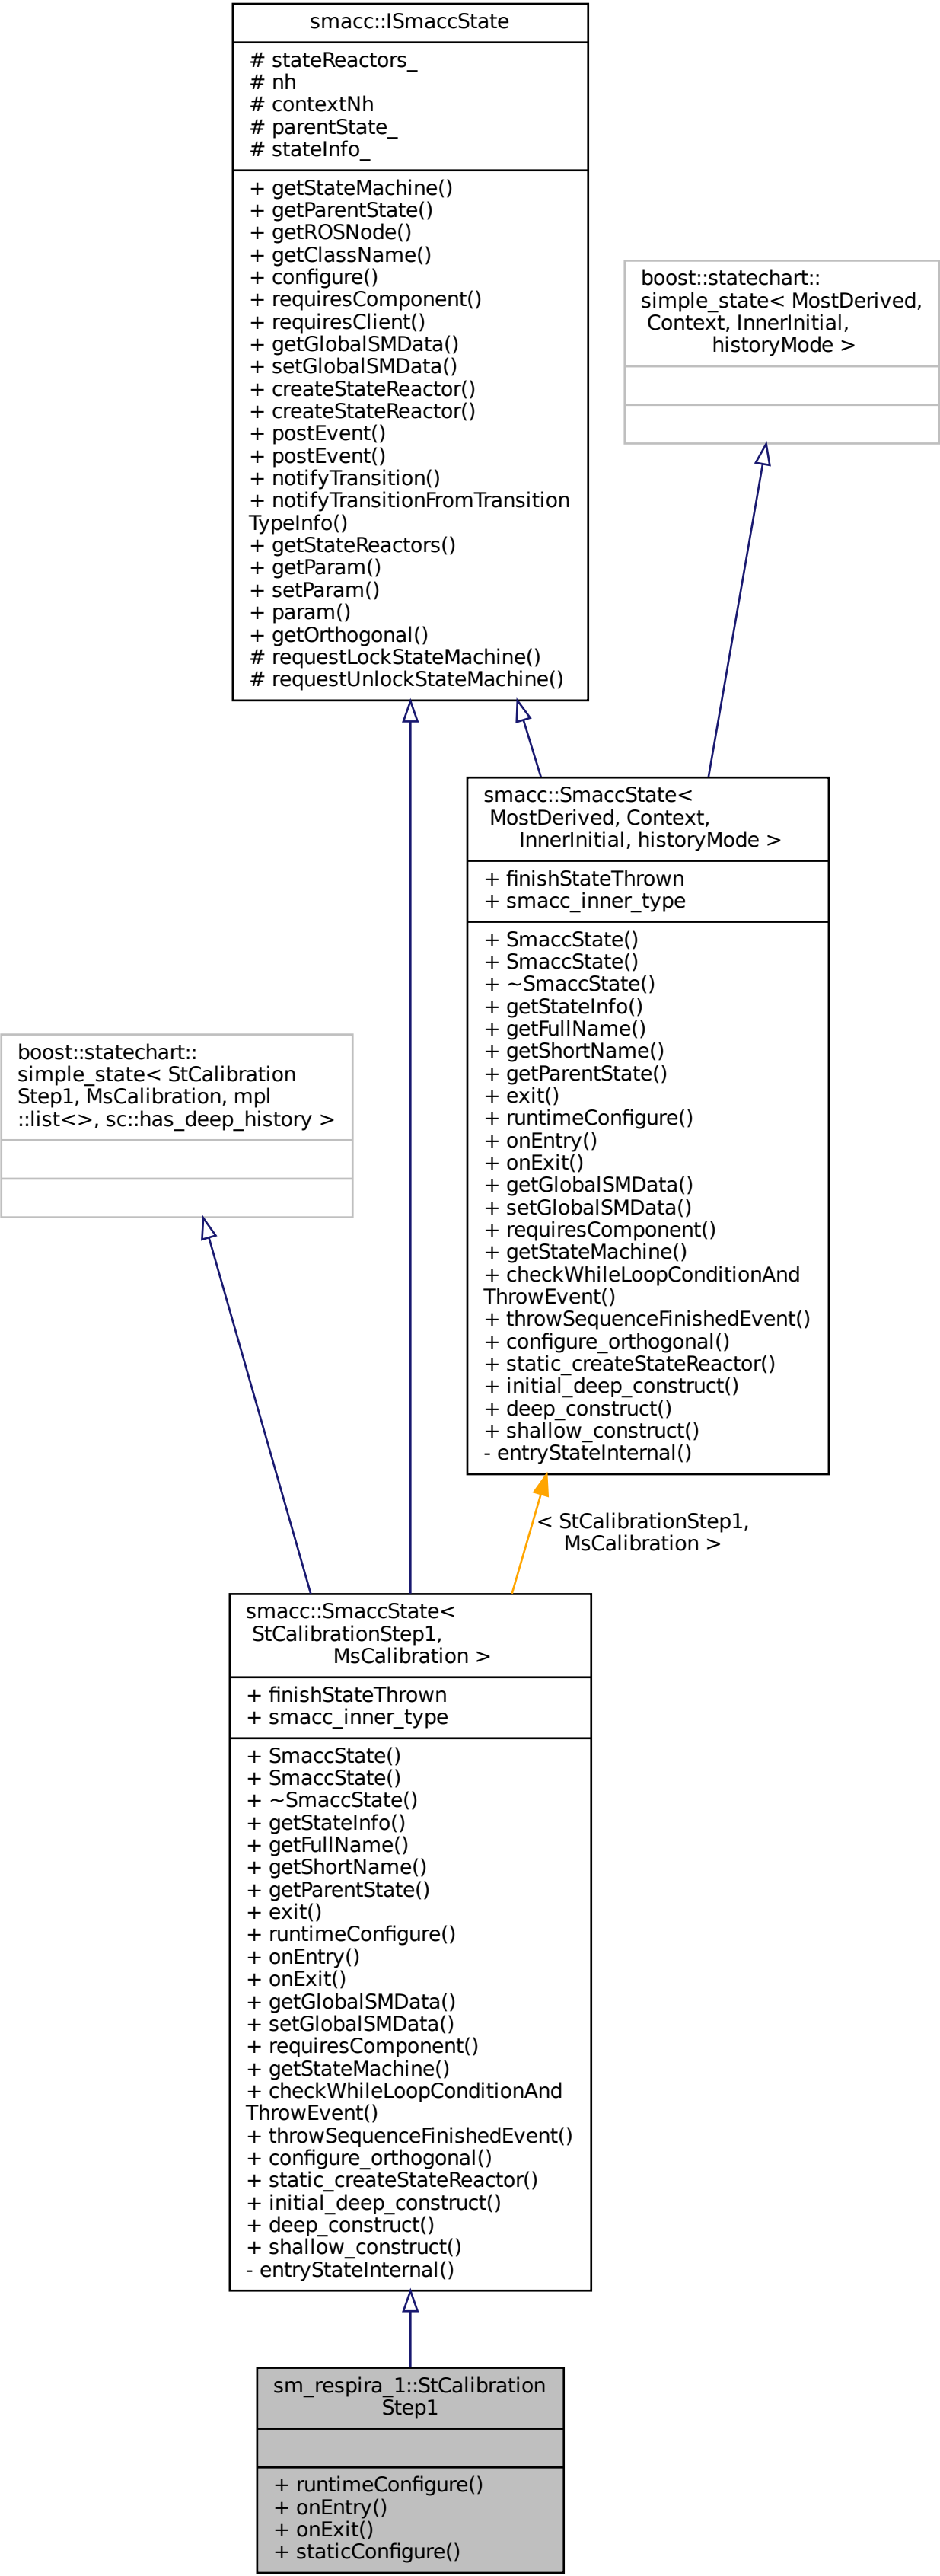 smacc::ISmaccState
# stateReactors_
# nh
# contextNh
# parentState_
# stateInfo_
+ getStateMachine()
+ getParentState()
+ getROSNode()
+ getClassName()
+ configure()
+ requiresComponent()
+ requiresClient()
+ getGlobalSMData()
+ setGlobalSMData()
+ createStateReactor()
+ createStateReactor()
+ postEvent()
+ postEvent()
+ notifyTransition()
+ notifyTransitionFromTransition
TypeInfo()
+ getStateReactors()
+ getParam()
+ setParam()
+ param()
+ getOrthogonal()
# requestLockStateMachine()
# requestUnlockStateMachine()
boost::statechart::
simple_state< MostDerived,
Context, InnerInitial,
historyMode >
smacc::SmaccState<
MostDerived, Context,
InnerInitial, historyMode >
+ finishStateThrown
+ smacc_inner_type
+ SmaccState()
+ SmaccState()
+ ~SmaccState()
+ getStateInfo()
+ getFullName()
+ getShortName()
+ getParentState()
+ exit()
+ runtimeConfigure()
+ onEntry()
+ onExit()
+ getGlobalSMData()
+ setGlobalSMData()
+ requiresComponent()
+ getStateMachine()
+ checkWhileLoopConditionAnd
ThrowEvent()
+ throwSequenceFinishedEvent()
+ configure_orthogonal()
+ static_createStateReactor()
+ initial_deep_construct()
+ deep_construct()
+ shallow_construct()
- entryStateInternal()
boost::statechart::
simple_state< StCalibration
Step1, MsCalibration, mpl
::list<>, sc::has_deep_history >
< StCalibrationStep1,
MsCalibration >
smacc::SmaccState<
StCalibrationStep1,
MsCalibration >
+ finishStateThrown
+ smacc_inner_type
+ SmaccState()
+ SmaccState()
+ ~SmaccState()
+ getStateInfo()
+ getFullName()
+ getShortName()
+ getParentState()
+ exit()
+ runtimeConfigure()
+ onEntry()
+ onExit()
+ getGlobalSMData()
+ setGlobalSMData()
+ requiresComponent()
+ getStateMachine()
+ checkWhileLoopConditionAnd
ThrowEvent()
+ throwSequenceFinishedEvent()
+ configure_orthogonal()
+ static_createStateReactor()
+ initial_deep_construct()
+ deep_construct()
+ shallow_construct()
- entryStateInternal()
sm_respira_1::StCalibration
Step1
+ runtimeConfigure()
+ onEntry()
+ onExit()
+ staticConfigure()